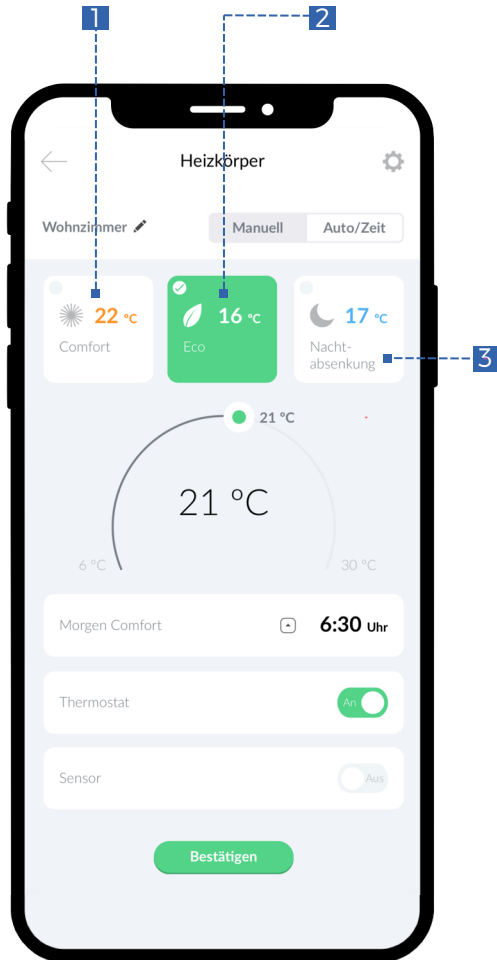 1
2
Heizkörper
Wohnzimmer
Manuell
Auto/Zeit
22 °C
Comfort
16 °C
Eco
17 °C
Nacht-
absenkung
3
21 °C
21 °C
6 °C
30 °C
Morgen Comfort
6:30 Uhr
Thermostat
An
Sensor
Aus
Bestätigen